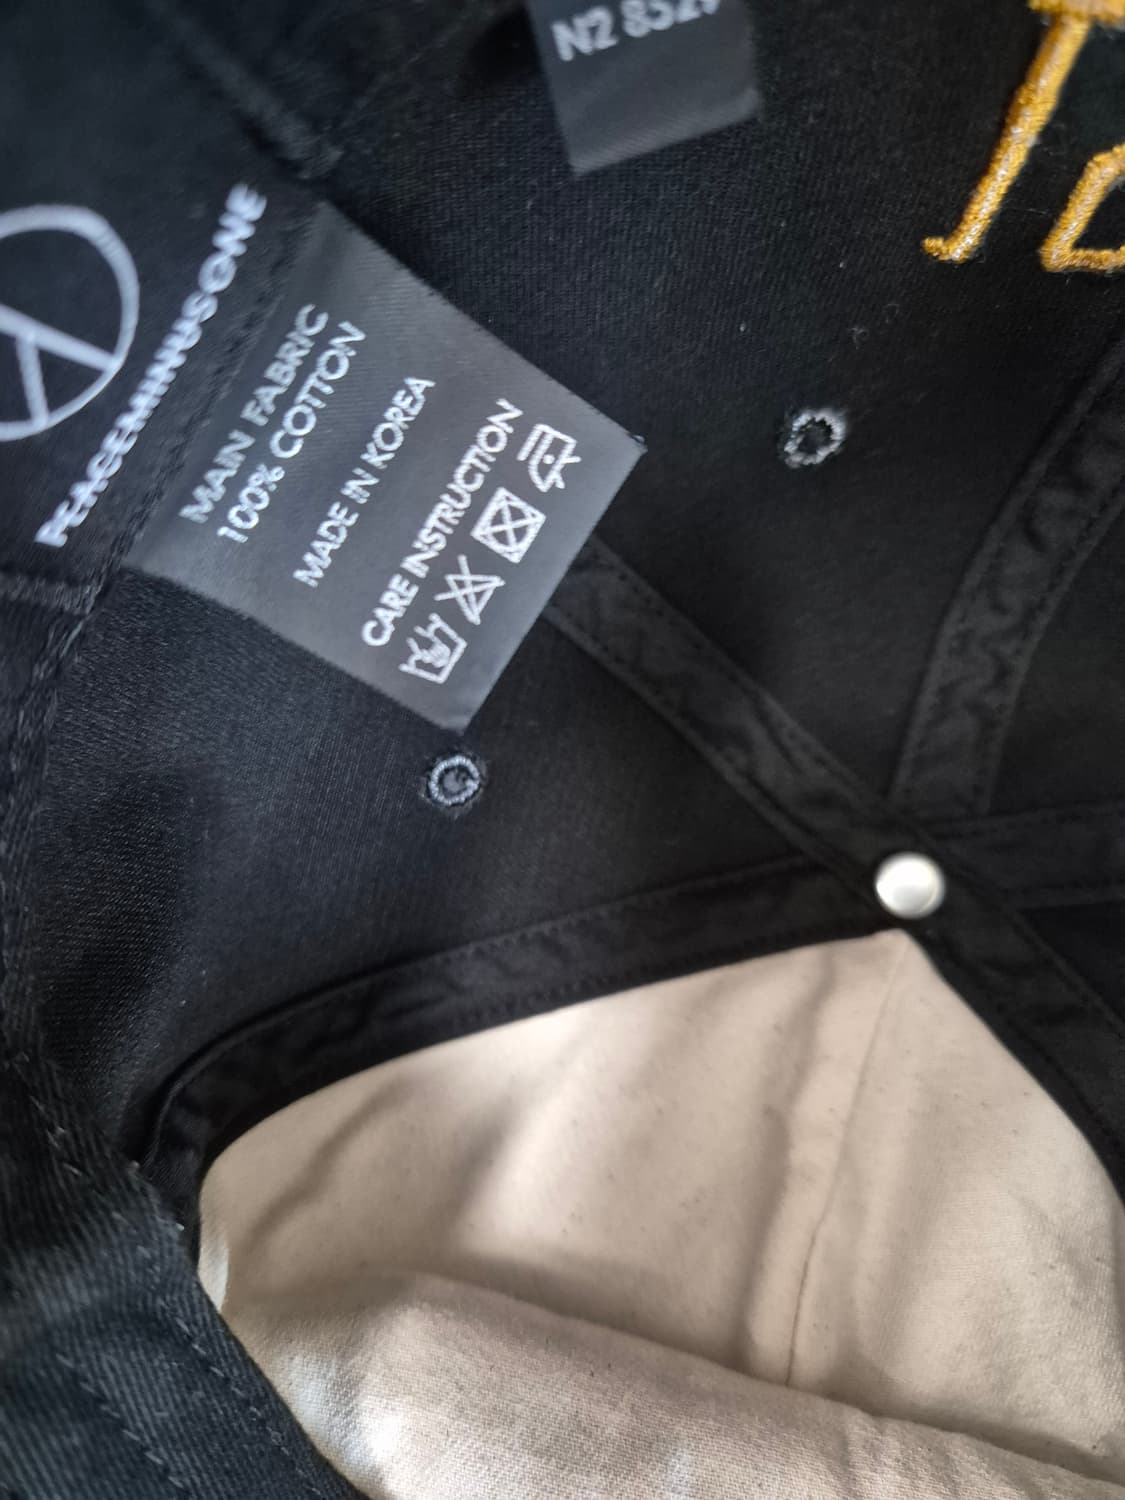 PEACEMINUSONE
MAIN FABRIC
100% COTTON
MADE IN KOREA
CARE INSTRUCTION